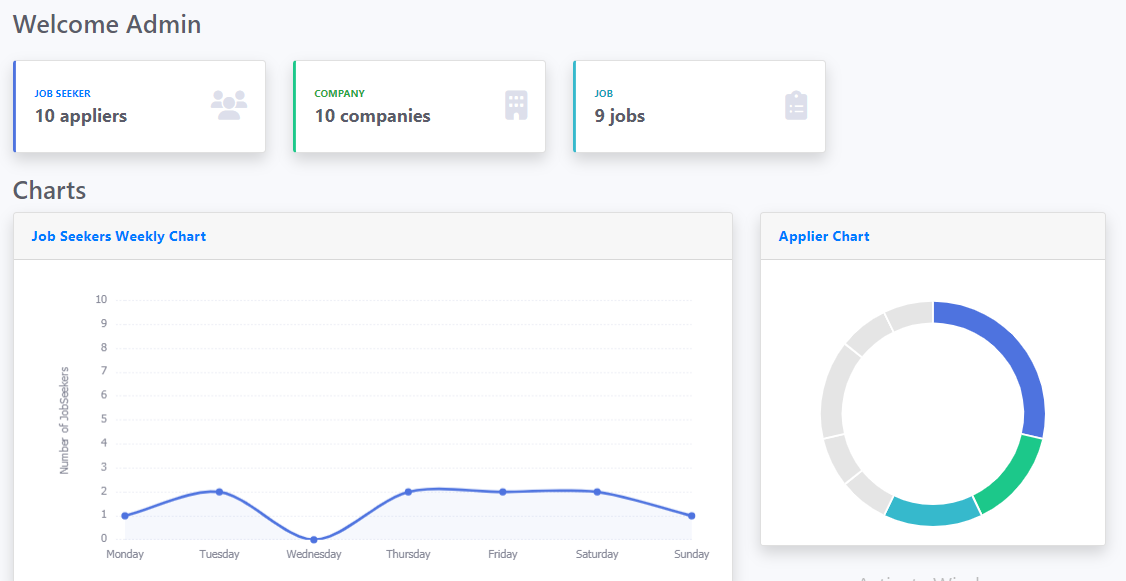 Welcome Admin
JOB SEEKER
10 appliers
COMPANY
10 companies
JOB
9 jobs
Charts
Job Seekers Weekly Chart
Applier Chart
Number of JobSeekers
10
9
8
7
6
5
4
3
2
1
0
Monday Tuesday Wednesday Thursday Friday Saturday Sunday